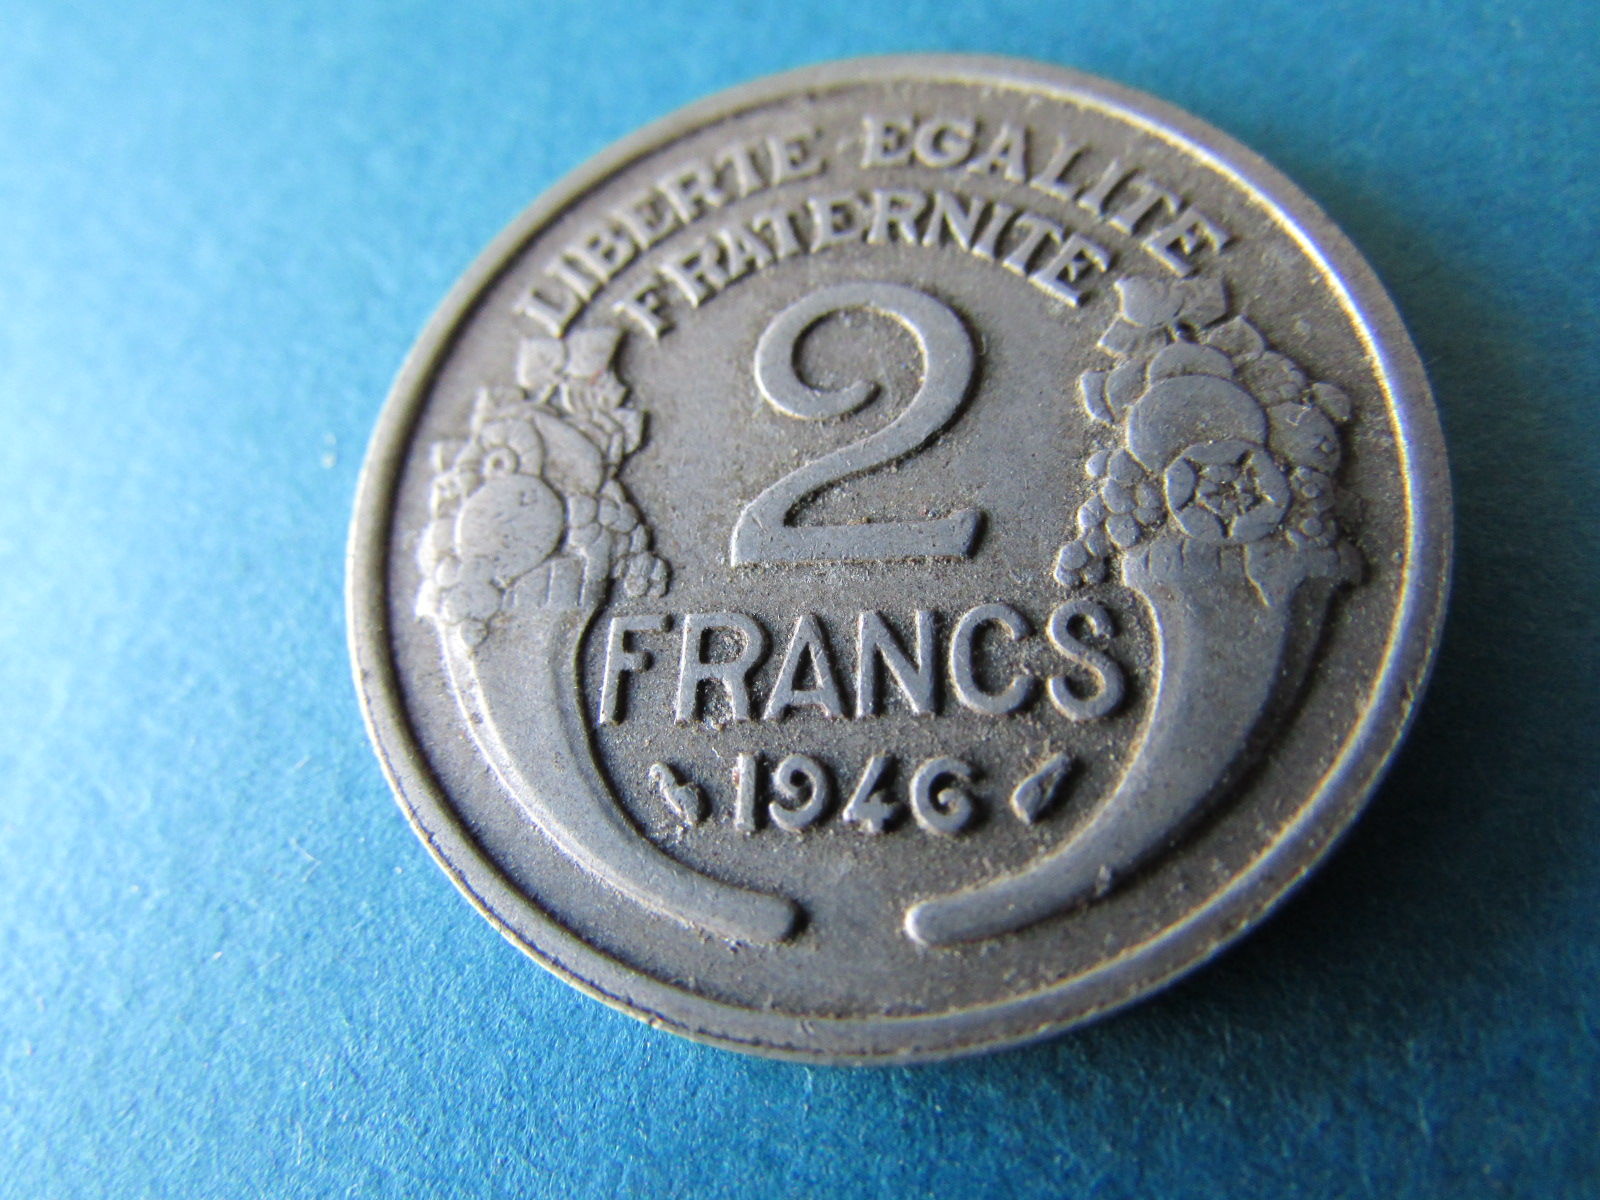 LIBERTE EGALITE
FRATERNITE
2
FRANCS
1946